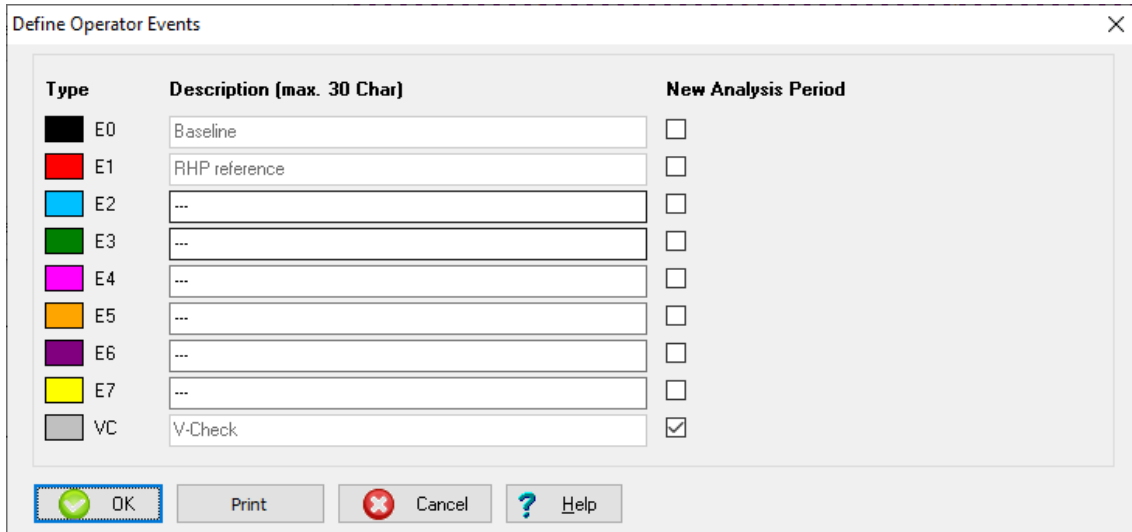 Define Operator Events
Type Description (max. 30 Char) New Analysis Period
E0 Baseline
E1 RHP reference
E2 ---
E3 ---
E4 ---
E5 ---
E6 ---
E7 ---
VC V-Check
OK Print Cancel ? Help